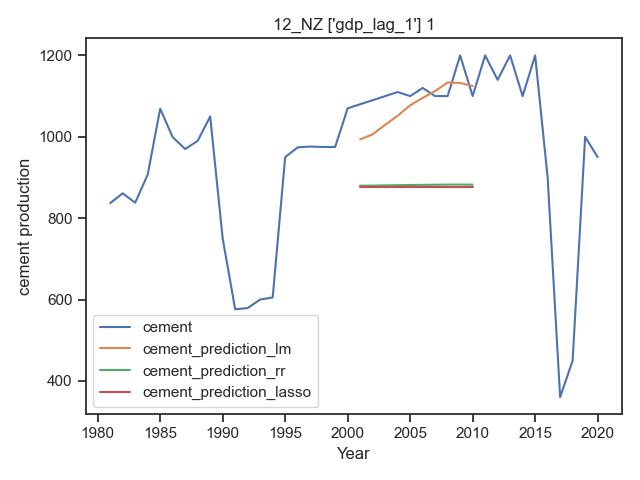 12_NZ ['gdp_lag_1'] 1
cement production
1200
1000
800
600
400
cement
cement_prediction_lm
cement_prediction_rr
cement_prediction_lasso
1980 1985 1990 1995 2000 2005 2010 2015 2020
Year